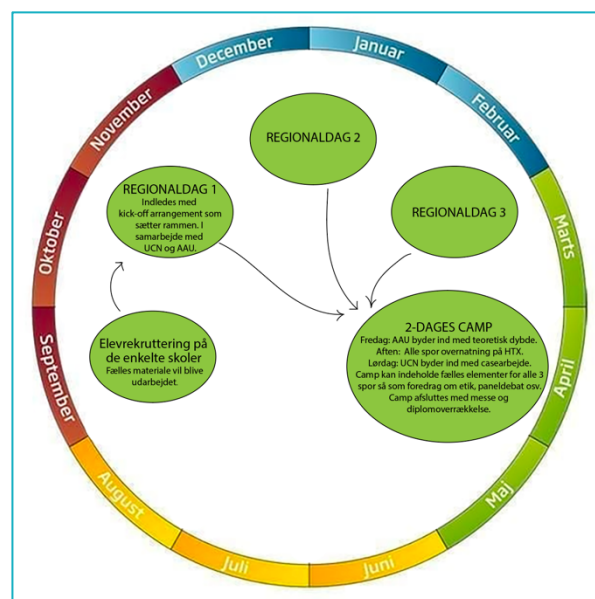 December
Januar
Februar
Marts
April
Maj
Juni
Juli
August
September
Oktober
November
REGIONALDAG 2
REGIONALDAG 1
Indledes med
kick-off arrangement som
sætter rammen. I
samarbejde med
UCN og AAU.
REGIONALDAG 3
Elevrekruttering på
de enkelte skoler
Fælles materiale vil blive
udarbejdet.
2-DAGES CAMP
Fredag: AAU byder ind med teoretisk dybde.
Aften: Alle spor overnatning på HTX.
Lørdag: UCN byder ind med casearbejde.
Camp kan indeholde fælles elementer for alle 3
spor så som foredrag om etik, paneldebat osv.
Camp afsluttes med messe og
diplomoverrækkelse.